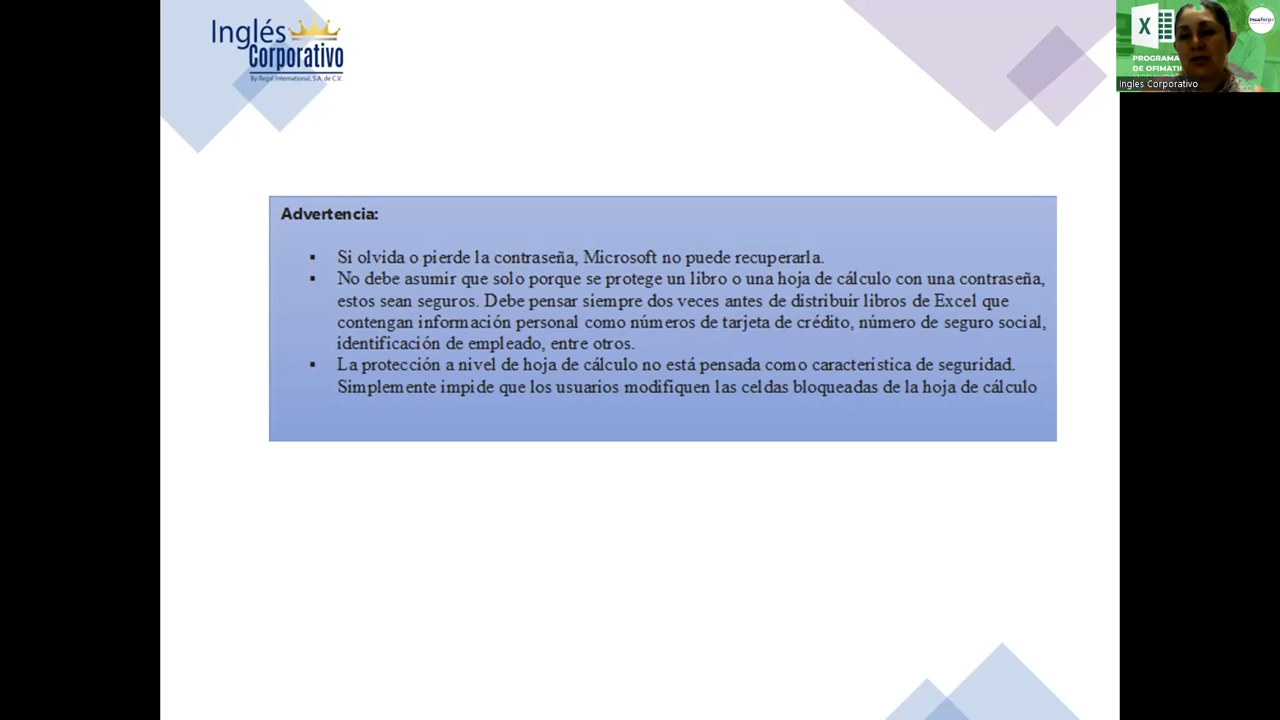 Inglés
Corporativo
By Regal International, S.A. de C.V.
PROGRAMA
DE OFIMATI
Ingles Corporativo
Advertencia:
▪ Si olvida o pierde la contraseña, Microsoft no puede recuperarla.
▪ No debe asumir que solo porque se protege un libro o una hoja de cálculo con una contraseña,
estos sean seguros. Debe pensar siempre dos veces antes de distribuir libros de Excel que
contengan información personal como números de tarjeta de crédito, número de seguro social,
identificación de empleado, entre otros.
▪ La protección a nivel de hoja de cálculo no está pensada como característica de seguridad.
Simplemente impide que los usuarios modifiquen las celdas bloqueadas de la hoja de cálculo